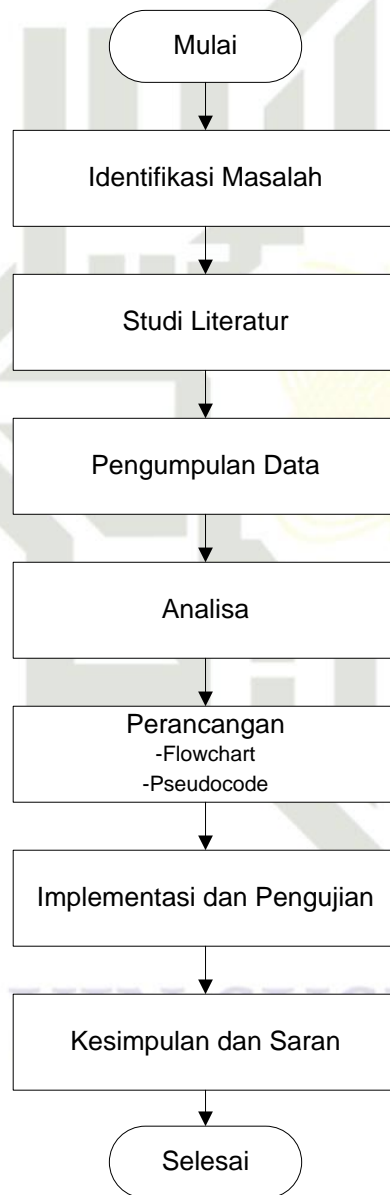 Mulai
Identifikasi Masalah
Studi Literatur
Pengumpulan Data
Analisa
Perancangan
-Flowchart
-Pseudocode
Implementasi dan Pengujian
Kesimpulan dan Saran
Selesai